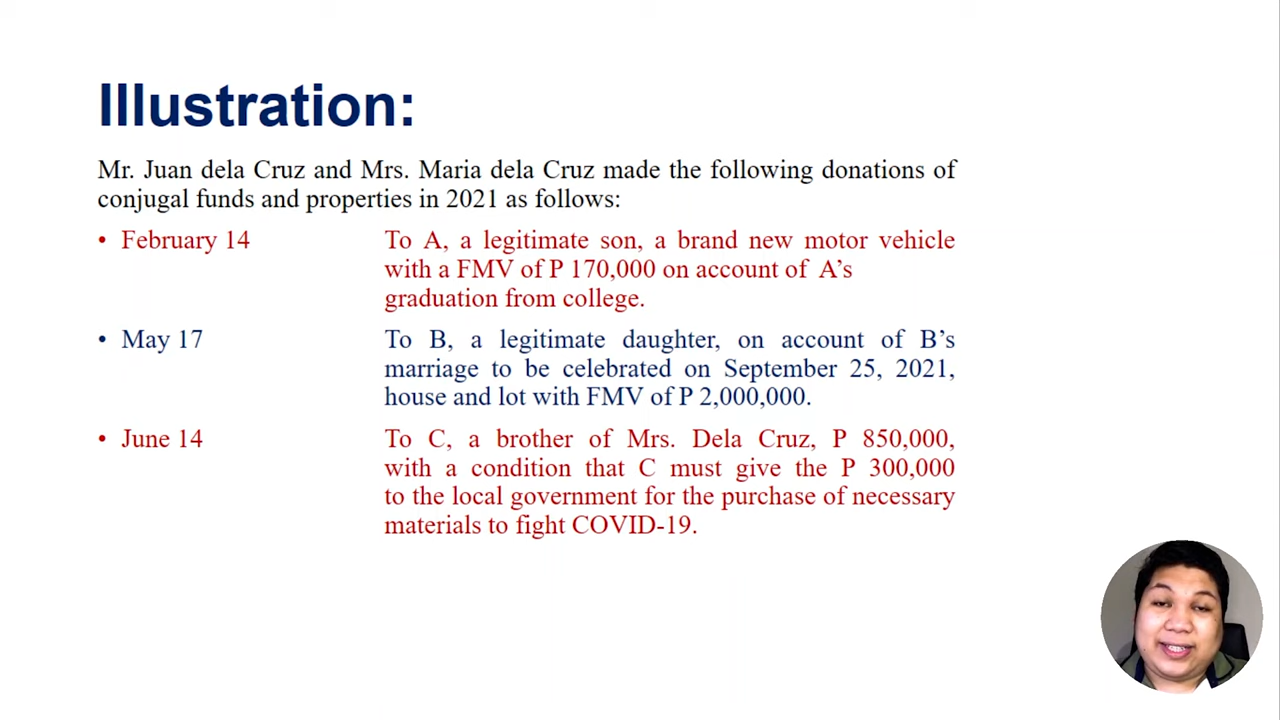 Illustration:
Mr. Juan dela Cruz and Mrs. Maria dela Cruz made the following donations of
conjugal funds and properties in 2021 as follows:
• February 14 To A, a legitimate son, a brand new motor vehicle
with a FMV of P 170,000 on account of A’s
graduation from college.
• May 17 To B, a legitimate daughter, on account of B’s
marriage to be celebrated on September 25, 2021,
house and lot with FMV of P 2,000,000.
• June 14 To C, a brother of Mrs. Dela Cruz, P 850,000,
with a condition that C must give the P 300,000
to the local government for the purchase of necessary
materials to fight COVID-19.